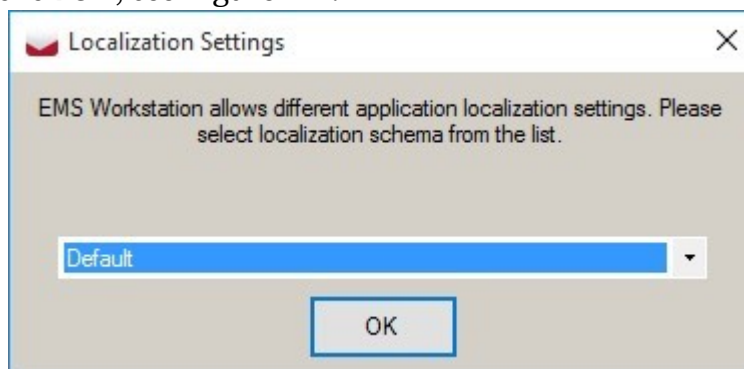 Localization Settings
EMS Workstation allows different application localization settings. Please
select localization schema from the list.
Default
OK